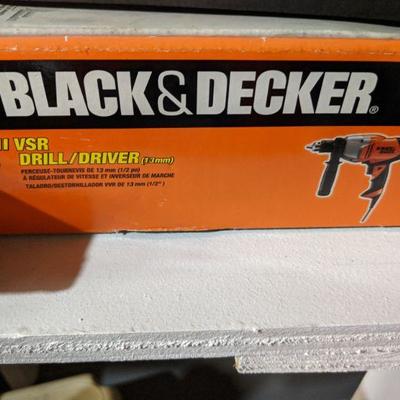 BLACK & DECKER®
VSR
DRILL/DRIVER (13mm)
PERCEUSE-TOURNEVIS DE 13 mm (1/2 po)
À RÉGULATEUR DE VITESSE ET INVERSEUR DE MARCHE
TALADRO/DESTORNILLADOR VVR DE 13 mm (1/2")